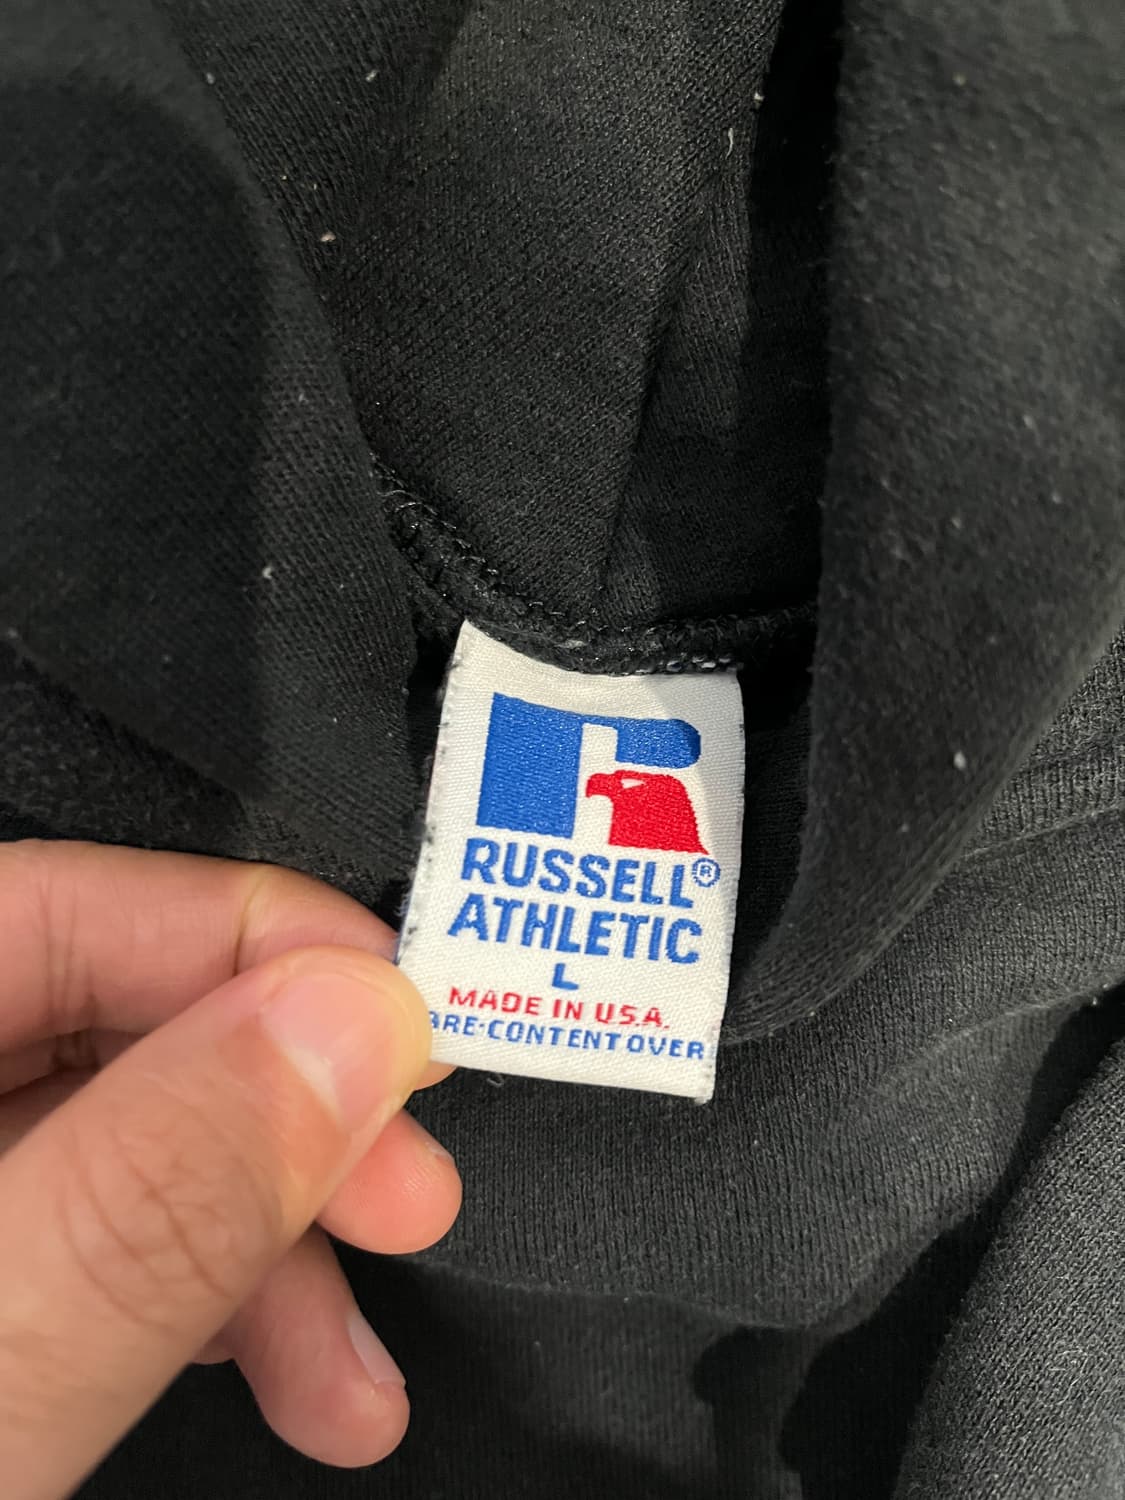 RUSSELL®
ATHLETIC
L
MADE IN U.S.A.
ARE·CONTENT OVER